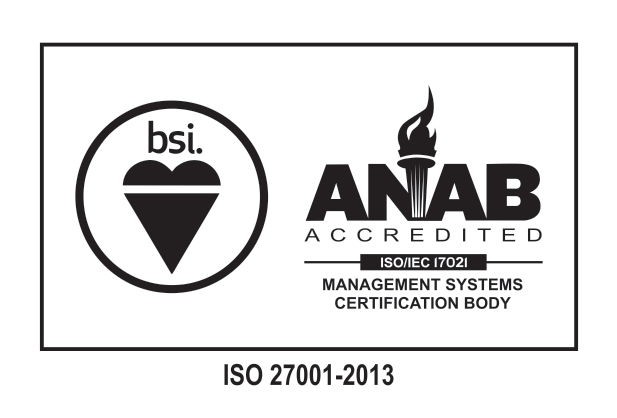 bsi.
ANAB
ACCREDITED
ISO/IEC 17021
MANAGEMENT SYSTEMS
CERTIFICATION BODY
ISO 27001-2013